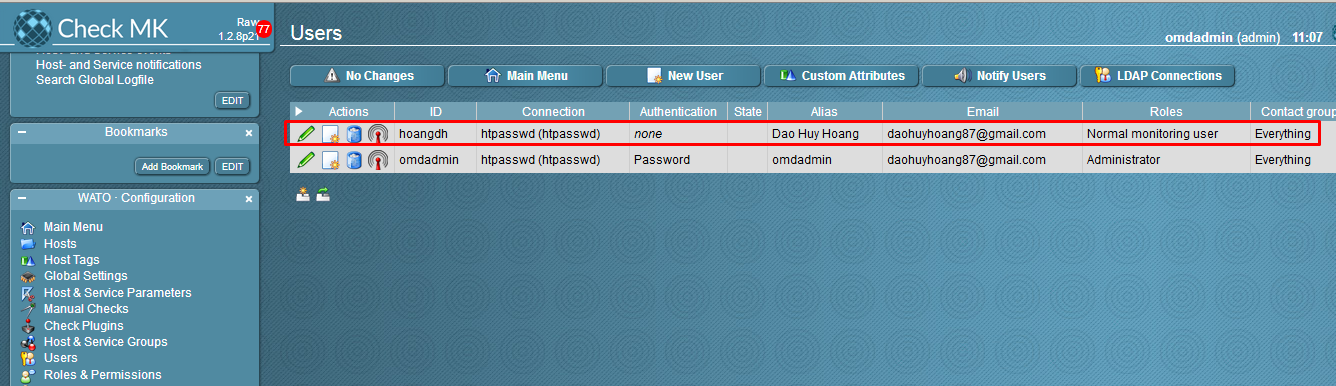 Check MK
Raw
77
1.2.8p21
Host- and Service notifications
Search Global Logfile
EDIT
Bookmarks
Add Bookmark EDIT
WATO · Configuration
Main Menu
Hosts
Host Tags
Global Settings
Host & Service Parameters
Manual Checks
Check Plugins
Host & Service Groups
Users
Roles & Permissions
Users
omdadmin (admin) 11:07
No Changes Main Menu New User Custom Attributes Notify Users LDAP Connections
Actions ID Connection Authentication State Alias Email Roles Contact group
hoangdh htpasswd (htpasswd) none Dao Huy Hoang daohuyhoang87@gmail.com Normal monitoring user Everything
omdadmin htpasswd (htpasswd) Password omdadmin daohuyhoang87@gmail.com Administrator Everything